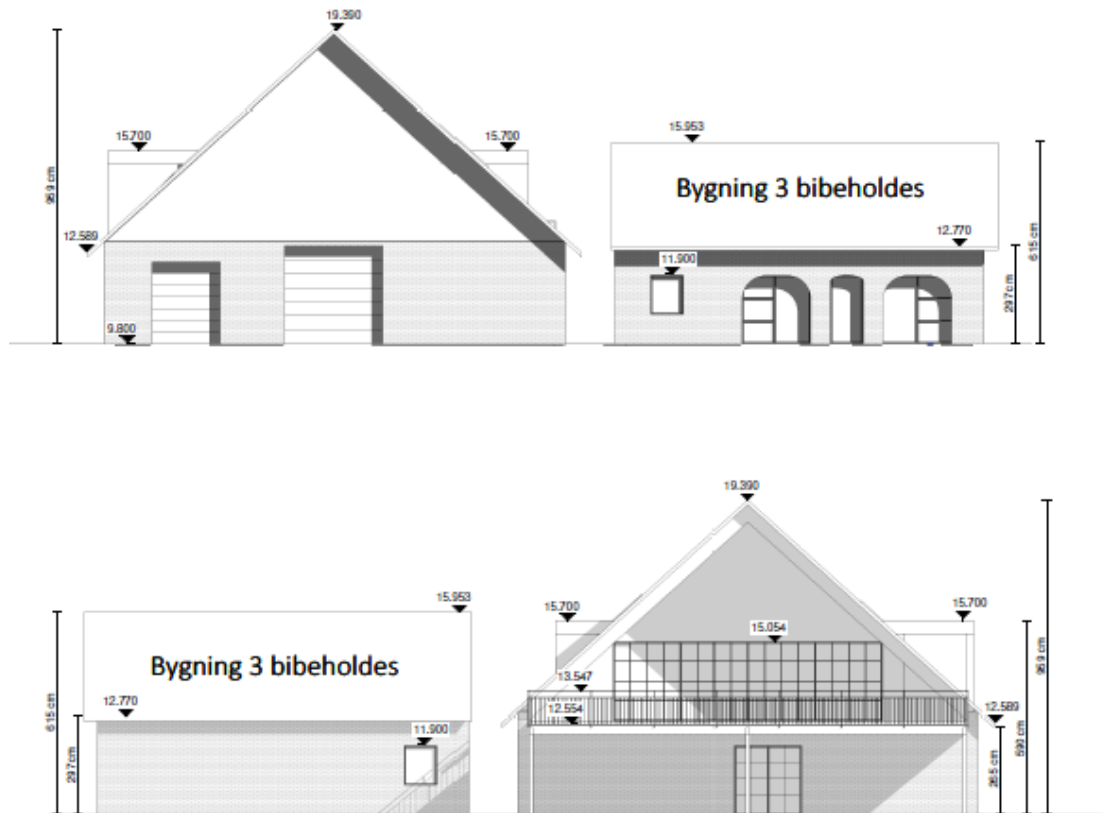 19.390
15.700
15.700
15.953
959 cm
Bygning 3 bibeholdes
12.589
12.770
615 cm
11.900
297cm
9.800
19.390
15.953
15.700
15.700
15.054
Bygning 3 bibeholdes
13.547
959 cm
615 cm
12.770
12.554
12.589
11.900
590 cm
297cm
265 cm